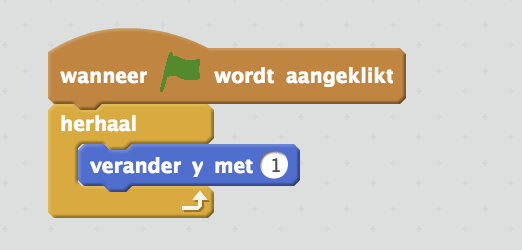 wanneer wordt aangeklikt
herhaal
verander y met 1